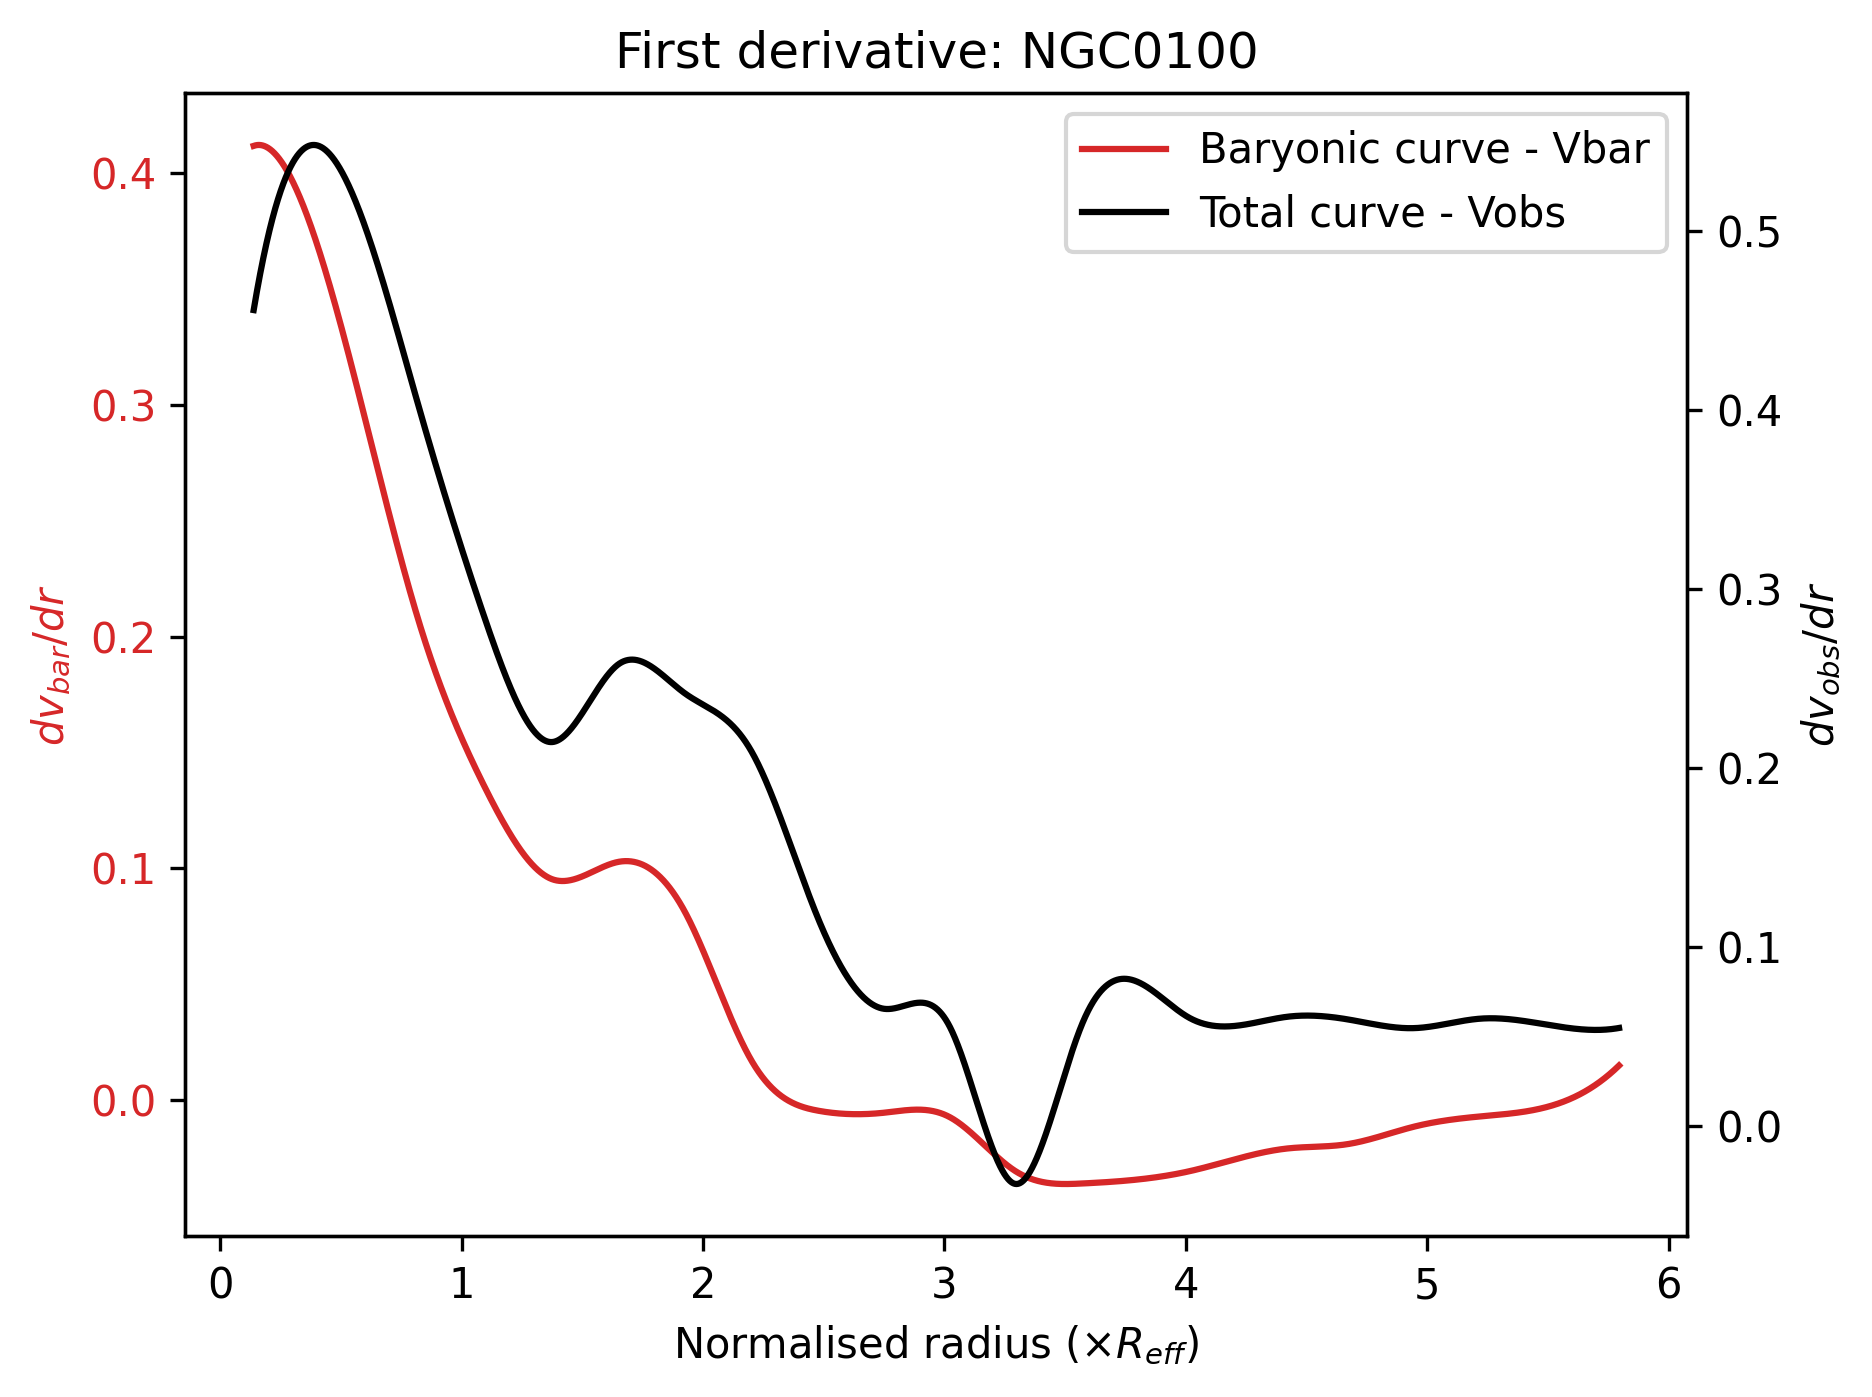 First derivative: NGC0100
Baryonic curve - Vbar
Total curve - Vobs
0.4
0.3
0.2
0.1
0.0
dv_bar/dr
0.5
0.4
0.3
0.2
0.1
0.0
dv_obs/dr
0 1 2 3 4 5 6
Normalised radius (×R_eff)